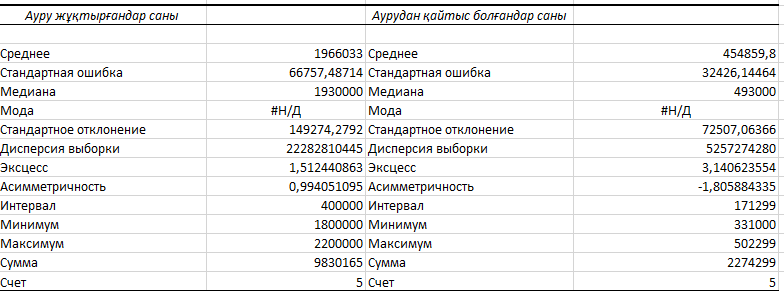 Ауру жұқтырғандар саны Аурудан қайтыс болғандар саны
Среднее 1966033 Среднее 454859,8
Стандартная ошибка 66757,48714 Стандартная ошибка 32426,14464
Медиана 1930000 Медиана 493000
Мода #Н/Д Мода #Н/Д
Стандартное отклонение 149274,2792 Стандартное отклонение 72507,06366
Дисперсия выборки 22282810445 Дисперсия выборки 5257274280
Эксцесс 1,512440863 Эксцесс 3,140623554
Асимметричность 0,994051095 Асимметричность -1,805884335
Интервал 400000 Интервал 171299
Минимум 1800000 Минимум 331000
Максимум 2200000 Максимум 502299
Сумма 9830165 Сумма 2274299
Счет 5 Счет 5